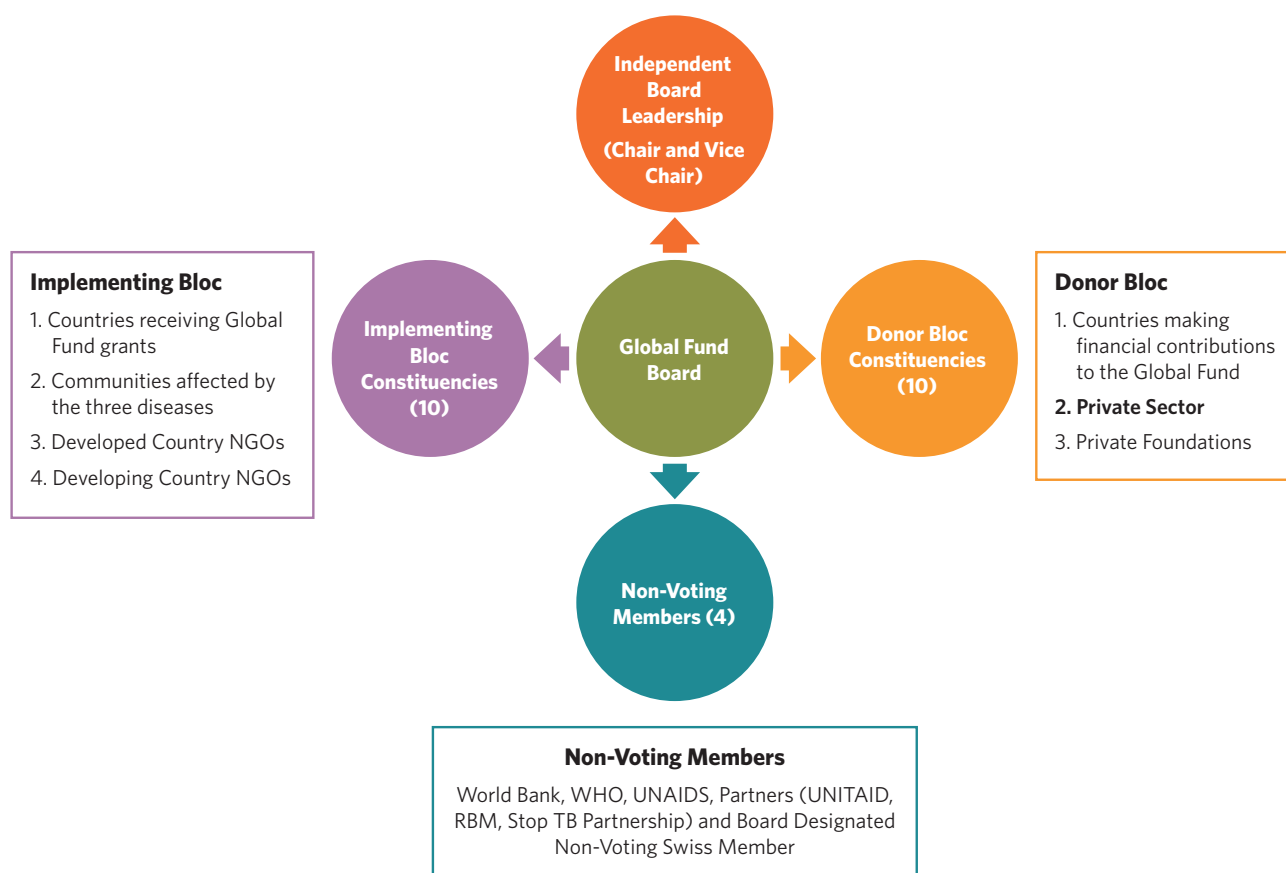 Independent
Board
Leadership
(Chair and Vice
Chair)
Implementing Bloc
1. Countries receiving Global
Fund grants
2. Communities affected by
the three diseases
3. Developed Country NGOs
4. Developing Country NGOs
Implementing
Bloc
Constituencies
(10)
Global Fund
Board
Donor Bloc
Constituencies
(10)
Donor Bloc
1. Countries making
financial contributions
to the Global Fund
2. Private Sector
3. Private Foundations
Non-Voting
Members (4)
Non-Voting Members
World Bank, WHO, UNAIDS, Partners (UNITAID,
RBM, Stop TB Partnership) and Board Designated
Non-Voting Swiss Member